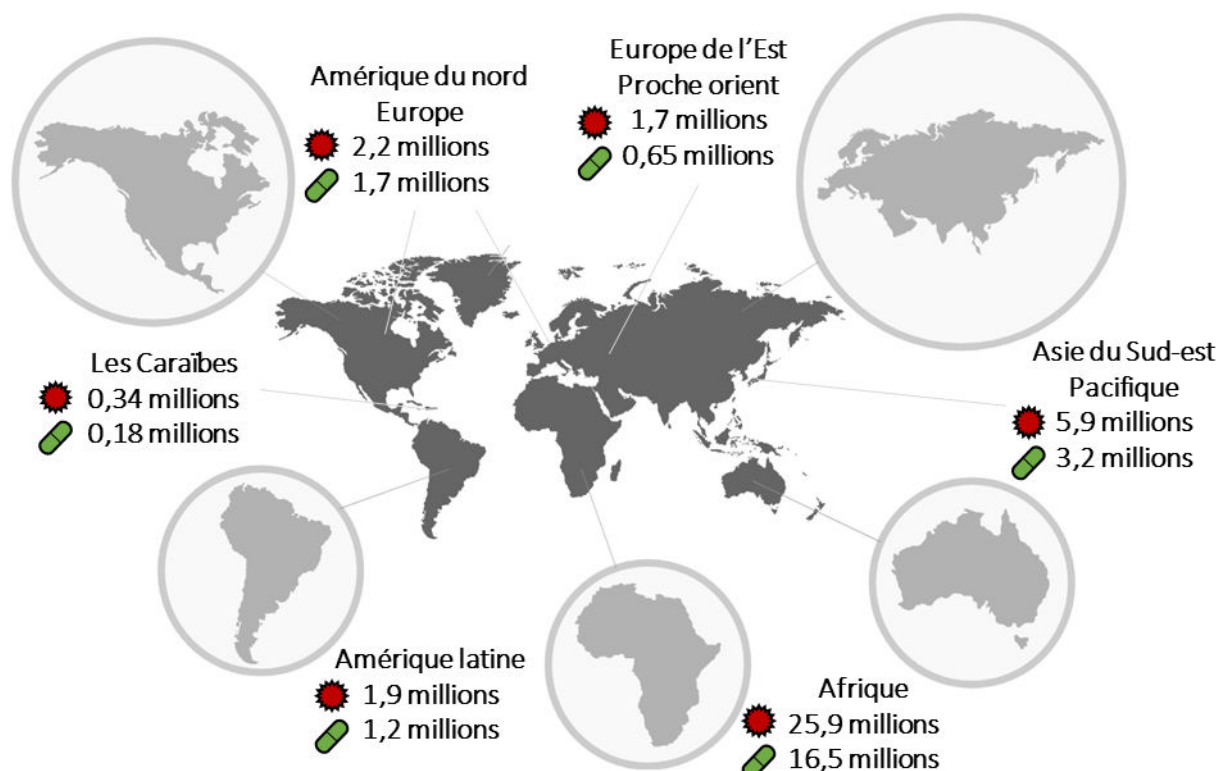 Amérique du nord
Europe
2,2 millions
1,7 millions
Europe de l'Est
Proche orient
1,7 millions
0,65 millions
Les Caraïbes
0,34 millions
0,18 millions
Asie du Sud-est
Pacifique
5,9 millions
3,2 millions
Amérique latine
1,9 millions
1,2 millions
Afrique
25,9 millions
16,5 millions